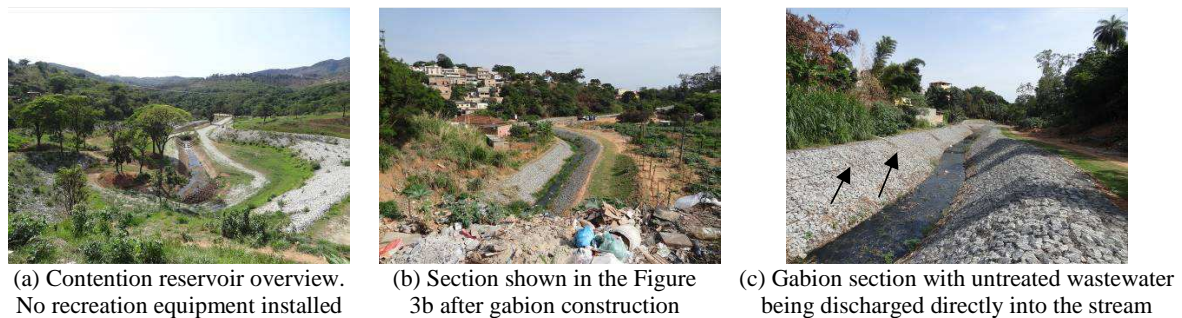 (a) Contention reservoir overview.
No recreation equipment installed
(b) Section shown in the Figure
3b after gabion construction
(c) Gabion section with untreated wastewater
being discharged directly into the stream